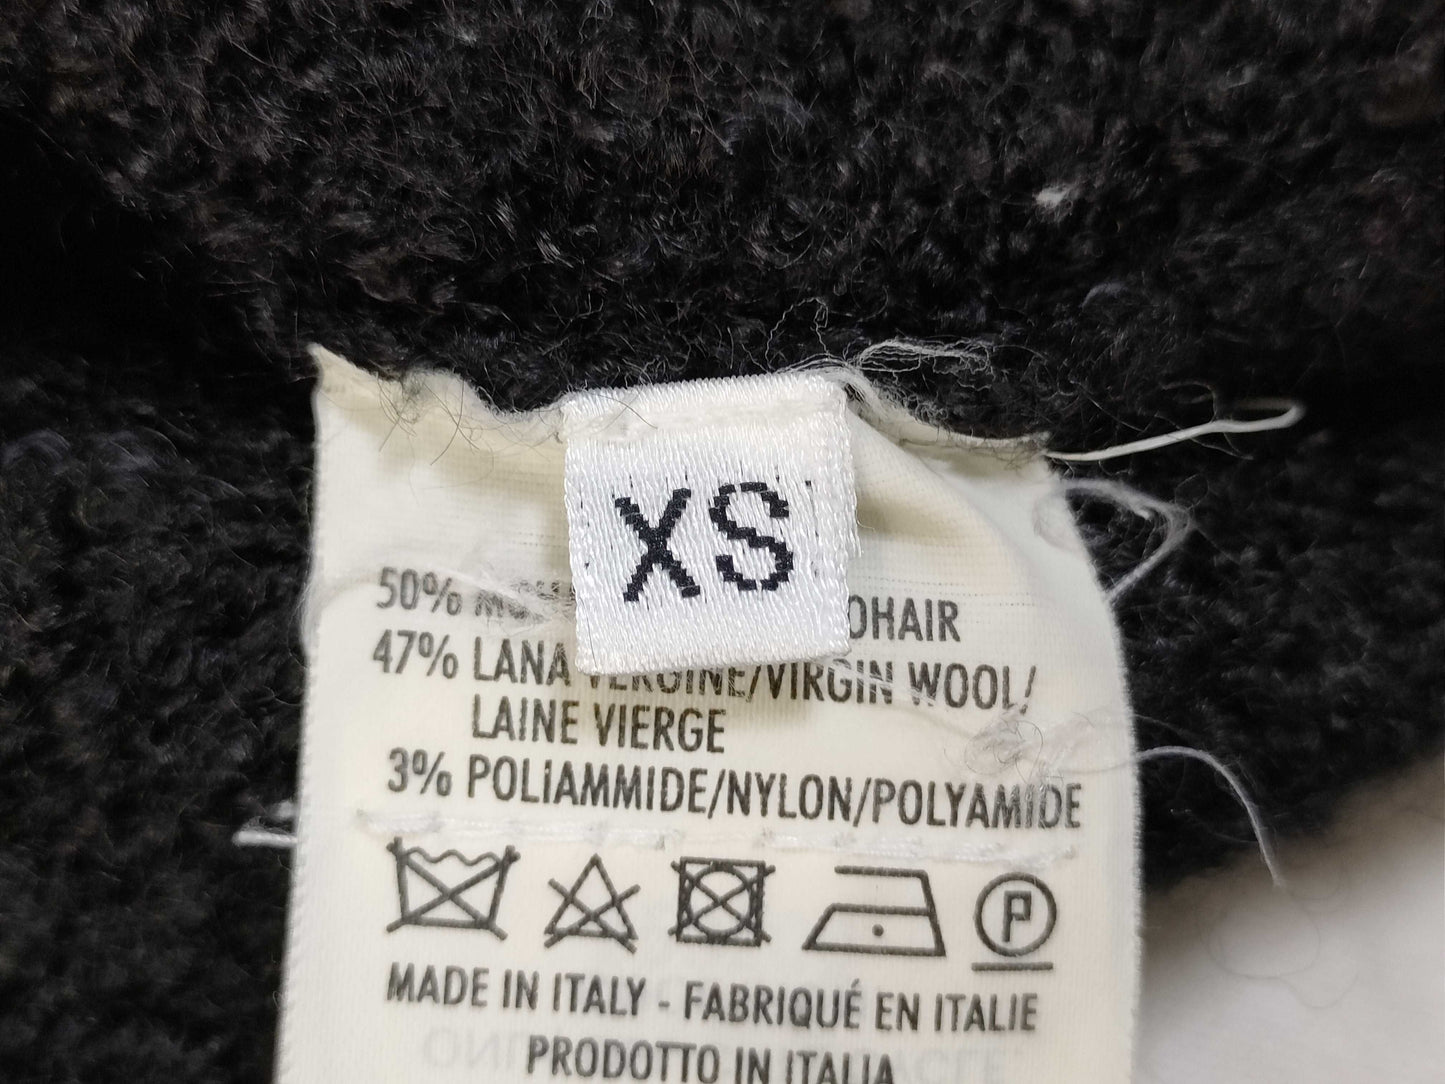 XS
50% OHAIR
47% LANA VERGINE/VIRGIN WOOL/
LAINE VIERGE
3% POLiAMMIDE/NYLON/POLYAMIDE
P
MADE IN ITALY - FABRIQUÉ EN ITALIE
PRODOTTO IN ITALIA